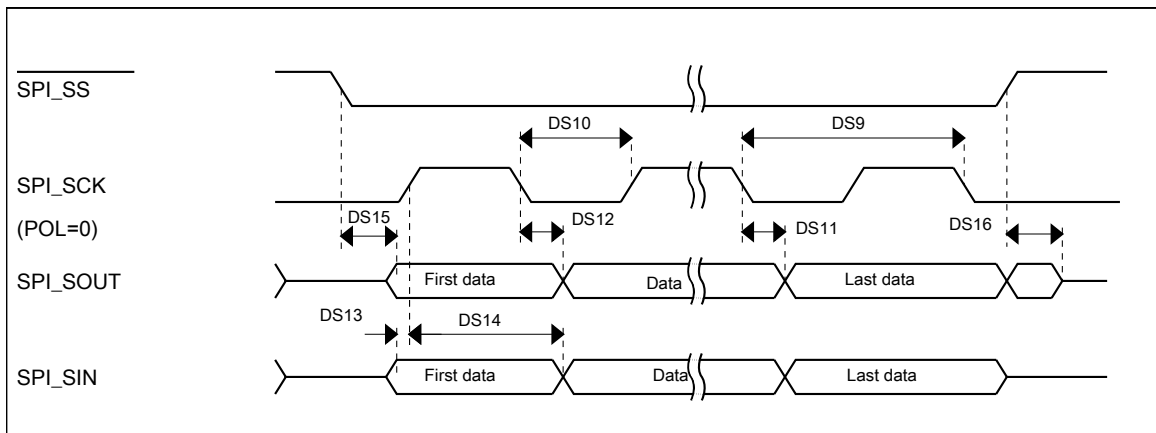 SPI_SS
DS10
DS9
SPI_SCK
DS15
DS12
DS11
DS16
(POL=0)
SPI_SOUT
First data
Data
Last data
DS13
DS14
SPI_SIN
First data
Data
Last data